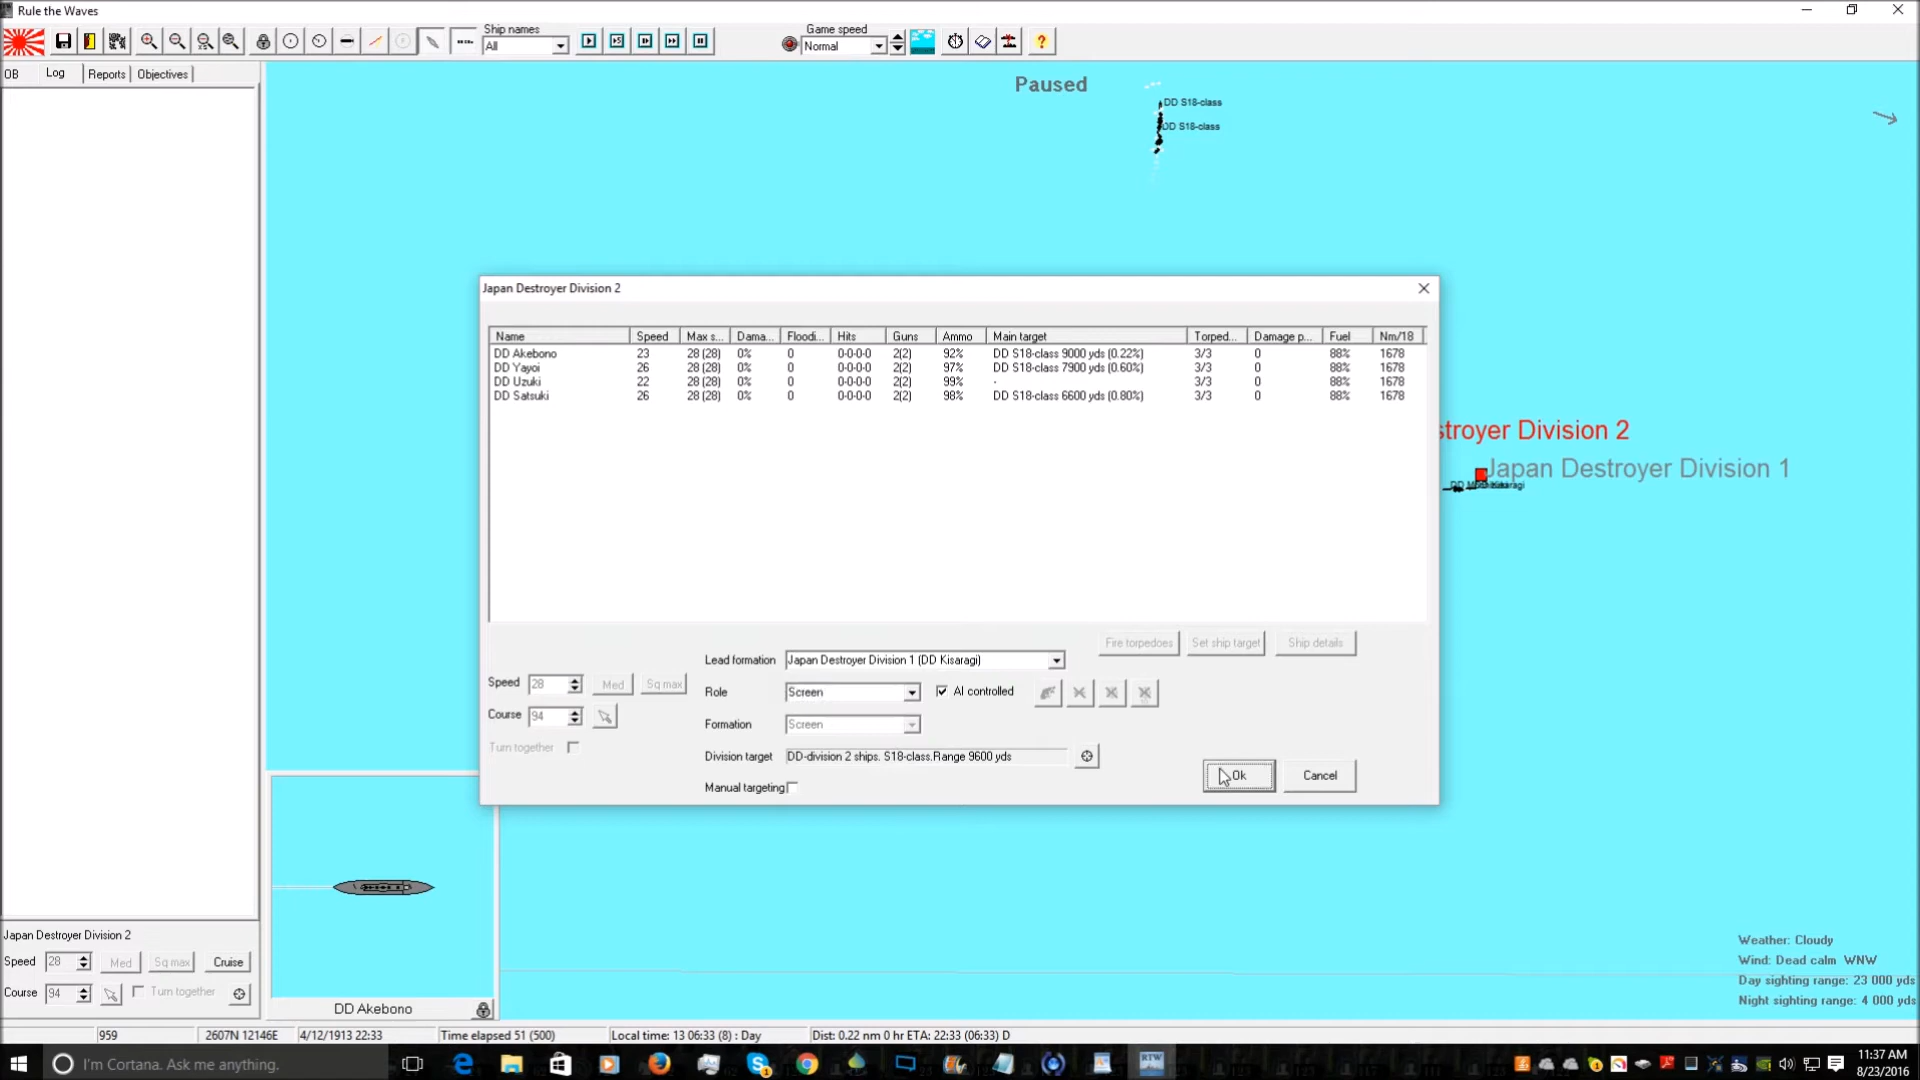 Rule the Waves
Ship names
All
Game speed
Normal
OB Log Reports Objectives
Paused
DD S18-class
DD S18-class
Japan Destroyer Division 2
Name Speed Max s... Dama... Floodi... Hits Guns Ammo Main target Torped... Damage p... Fuel Nm/18
DD Akebono 23 28 (28) 0% 0 0-0-0-0 2(2) 92% DD S18-class 9000 yds (0.22%) 3/3 0 88% 1678
DD Yayoi 26 28 (28) 0% 0 0-0-0-0 2(2) 97% DD S18-class 7900 yds (0.60%) 3/3 0 88% 1678
DD Uzuki 22 28 (28) 0% 0 0-0-0-0 2(2) 99% - 3/3 0 88% 1678
DD Satsuki 26 28 (28) 0% 0 0-0-0-0 2(2) 98% DD S18-class 6600 yds (0.80%) 3/3 0 88% 1678
stroyer Division 2
Japan Destroyer Division 1
Fire torpedoes Set ship target Ship details
Lead formation Japan Destroyer Division 1 (DD Kisaragi)
Speed 28 Med Sq max
Role Screen AI controlled
Course 94
Formation Screen
Turn together
Division target DD-division 2 ships. S18-class.Range 9600 yds
Manual targeting
Ok Cancel
Japan Destroyer Division 2
Speed 28 Med Sq max Cruise
Course 94 Turn together
DD Akebono
Weather: Cloudy
Wind: Dead calm WNW
Day sighting range: 23 000 yds
Night sighting range: 4 000 yds
959 2607N 12146E 4/12/1913 22:33 Time elapsed 51 (500) Local time: 13 06:33 (8) : Day Dist: 0.22 nm 0 hr ETA: 22:33 (06:33) D
I'm Cortana. Ask me anything.
RTW
11:37 AM
8/23/2016